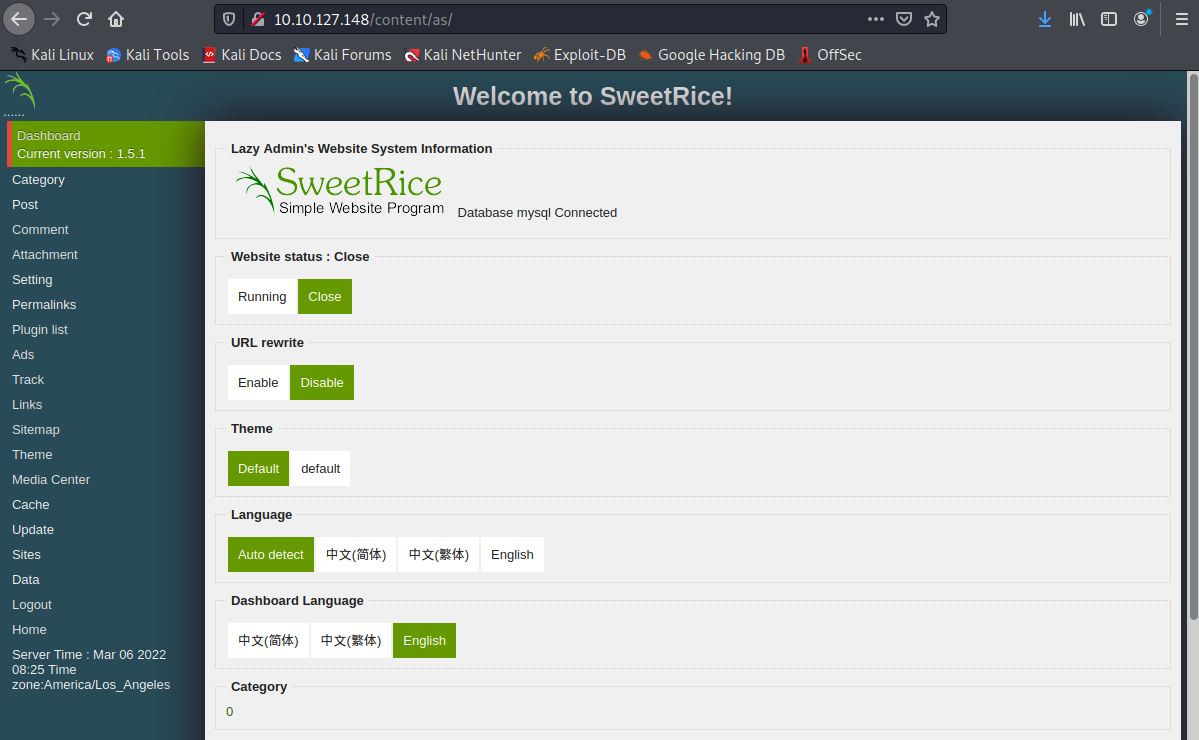 10.10.127.148/content/as/
Kali Linux Kali Tools Kali Docs Kali Forums Kali NetHunter Exploit-DB Google Hacking DB OffSec
......
Welcome to SweetRice!
Dashboard
Current version : 1.5.1
Category
Post
Comment
Attachment
Setting
Permalinks
Plugin list
Ads
Track
Links
Sitemap
Theme
Media Center
Cache
Update
Sites
Data
Logout
Home
Server Time : Mar 06 2022
08:25 Time
zone:America/Los_Angeles
Lazy Admin's Website System Information
SweetRice
Simple Website Program
Database mysql Connected
Website status : Close
Running Close
URL rewrite
Enable Disable
Theme
Default default
Language
Auto detect 中文(简体) 中文(繁体) English
Dashboard Language
中文(简体) 中文(繁体) English
Category
0